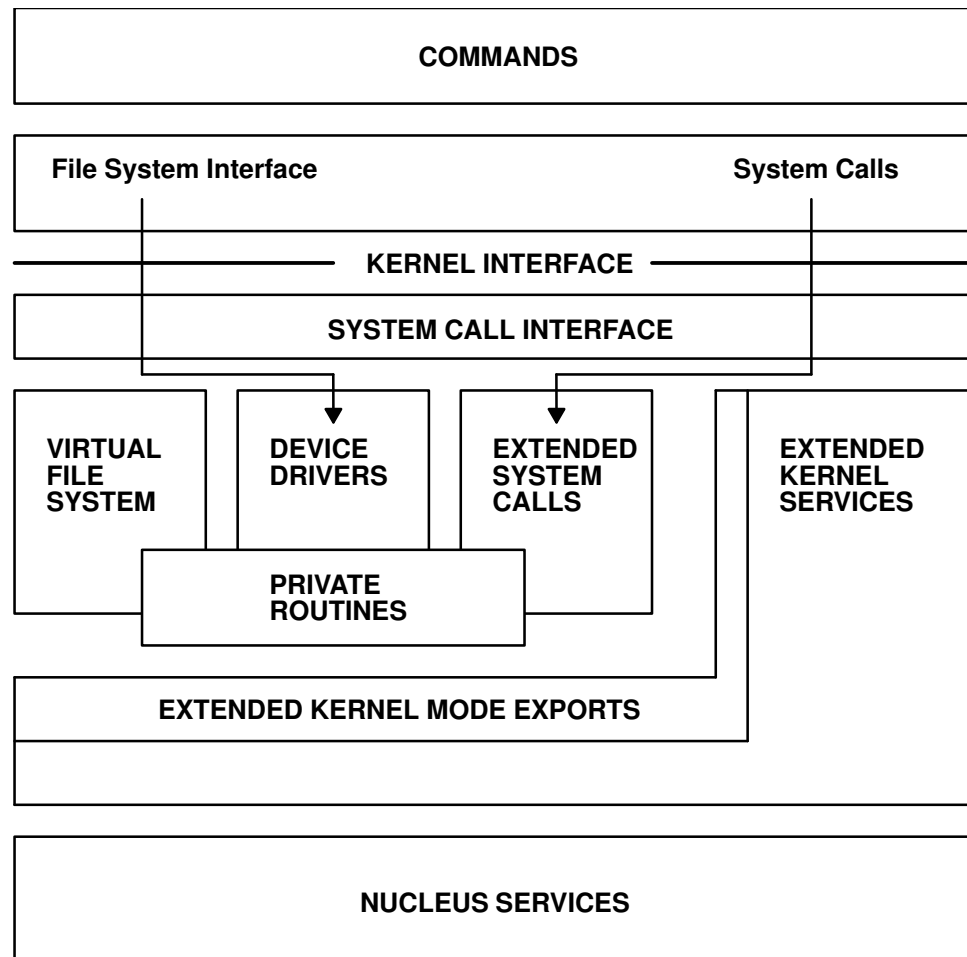 COMMANDS
File System Interface
System Calls
KERNEL INTERFACE
SYSTEM CALL INTERFACE
VIRTUAL
FILE
SYSTEM
DEVICE
DRIVERS
EXTENDED
SYSTEM
CALLS
EXTENDED
KERNEL
SERVICES
PRIVATE
ROUTINES
EXTENDED KERNEL MODE EXPORTS
NUCLEUS SERVICES